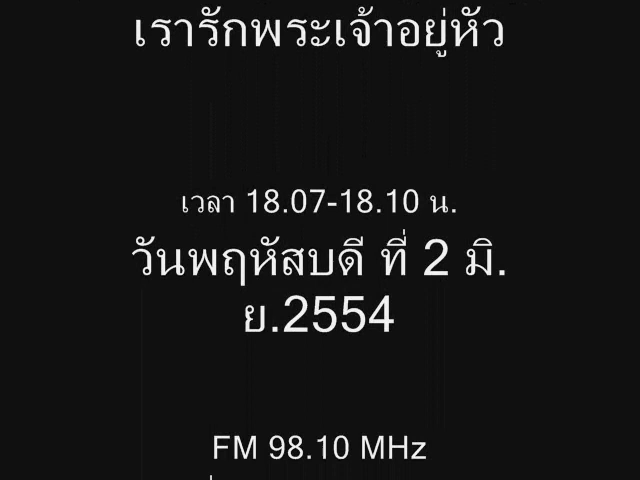 เรารักพระเจ้าอยู่หัว
เวลา 18.07-18.10 น.
วันพฤหัสบดี ที่ 2 มิ.
ย.2554
FM 98.10 MHz